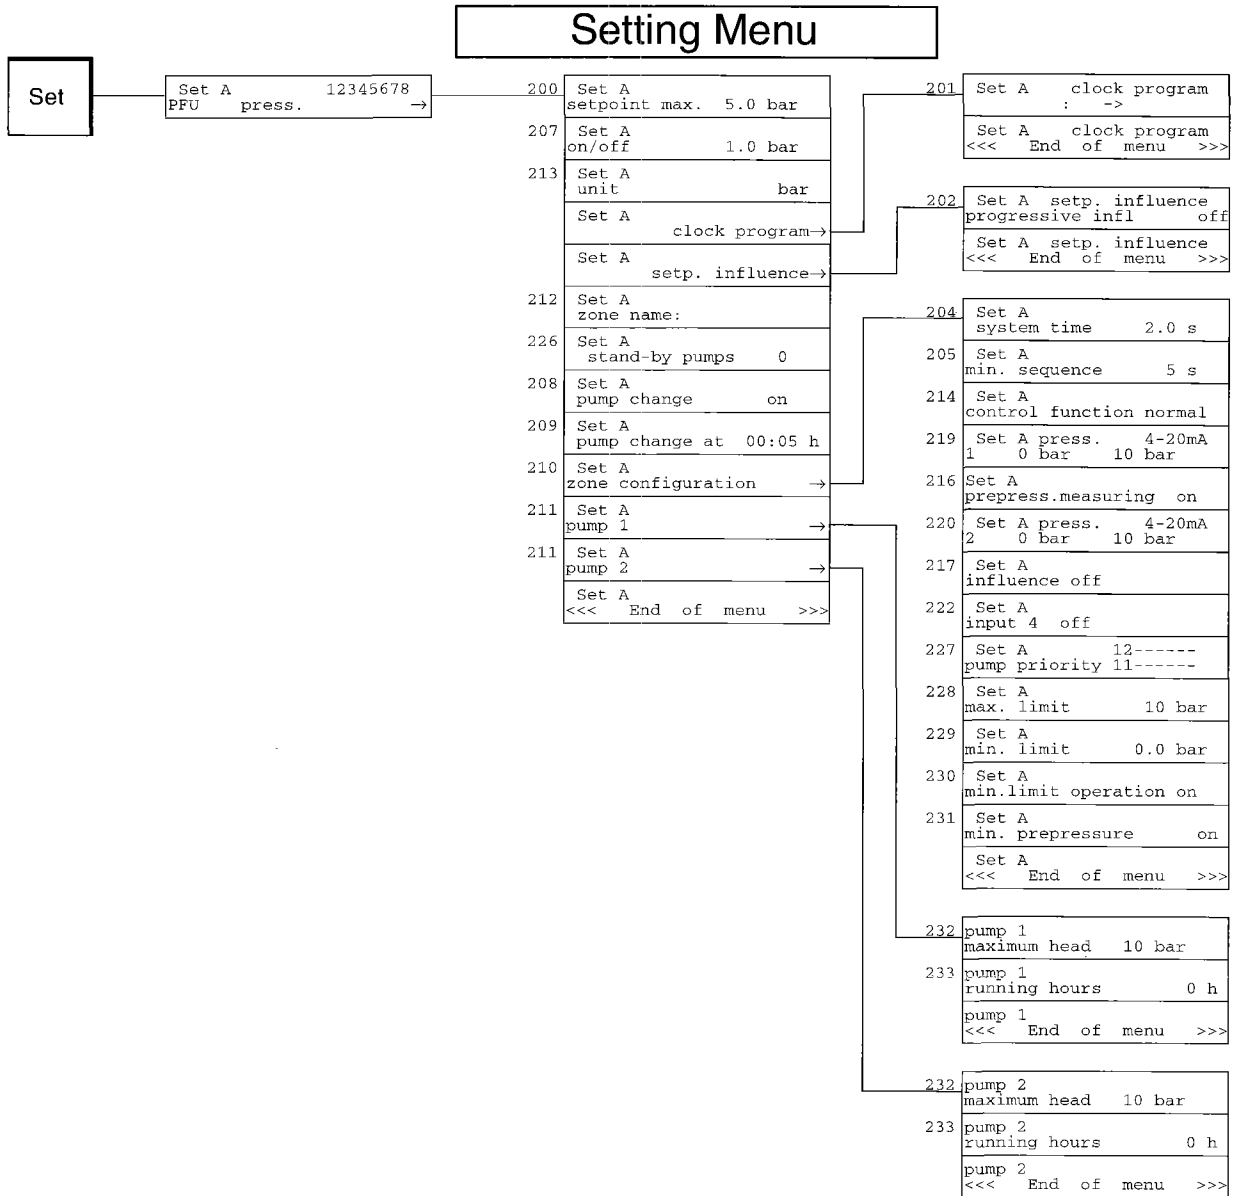 Setting Menu
Set
Set A 12345678
PFU press. →
200 Set A
setpoint max. 5.0 bar
207 Set A
on/off 1.0 bar
213 Set A
unit bar
Set A
clock program→
Set A
setp. influence→
212 Set A
zone name:
226 Set A
stand-by pumps 0
208 Set A
pump change on
209 Set A
pump change at 00:05 h
210 Set A
zone configuration →
211 Set A
pump 1 →
211 Set A
pump 2 →
Set A
<<< End of menu >>>
201 Set A clock program
: ->
Set A clock program
<<< End of menu >>>
202 Set A setp. influence
progressive infl off
Set A setp. influence
<<< End of menu >>>
204 Set A
system time 2.0 s
205 Set A
min. sequence 5 s
214 Set A
control function normal
219 Set A press. 4-20mA
1 0 bar 10 bar
216 Set A
prepress.measuring on
220 Set A press. 4-20mA
2 0 bar 10 bar
217 Set A
influence off
222 Set A
input 4 off
227 Set A 12------
pump priority 11------
228 Set A
max. limit 10 bar
229 Set A
min. limit 0.0 bar
230 Set A
min.limit operation on
231 Set A
min. prepressure on
Set A
<<< End of menu >>>
232 pump 1
maximum head 10 bar
233 pump 1
running hours 0 h
pump 1
<<< End of menu >>>
232 pump 2
maximum head 10 bar
233 pump 2
running hours 0 h
pump 2
<<< End of menu >>>